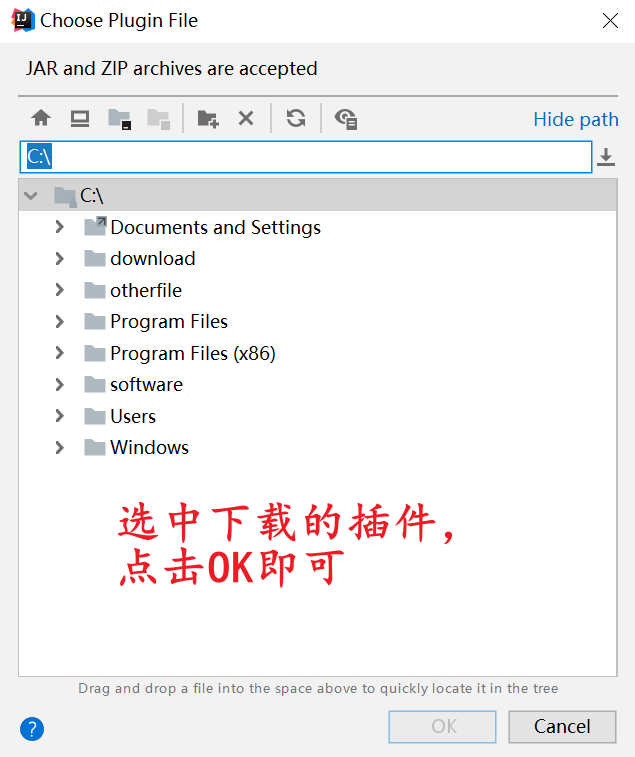 Choose Plugin File
JAR and ZIP archives are accepted
Hide path
C:\
C:\
Documents and Settings
download
otherfile
Program Files
Program Files (x86)
software
Users
Windows
选中下载的插件,
点击OK即可
Drag and drop a file into the space above to quickly locate it in the tree
?
OK
Cancel